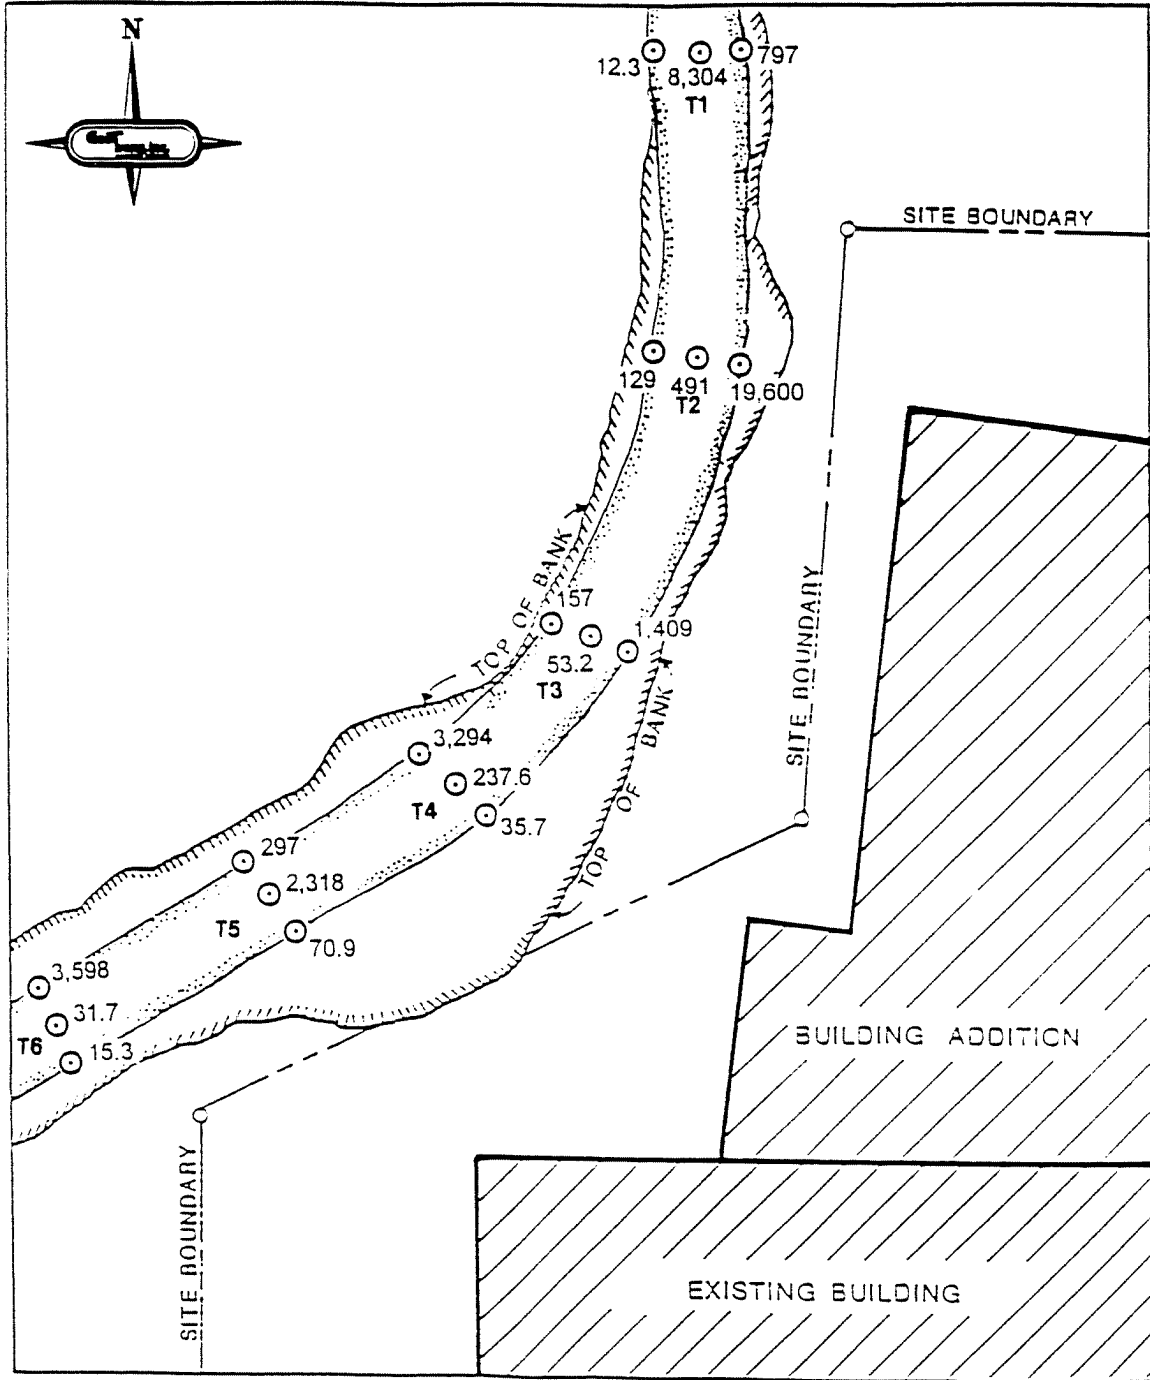 N
12.3
8,304
797
T1
SITE BOUNDARY
129
491
19,600
T2
TOP OF BANK
157
53.2
1,409
T3
SITE BOUNDARY
3,294
237.6
T4
35.7
TOP OF BANK
297
2,318
T5
70.9
3,598
31.7
T6
15.3
BUILDING ADDITION
SITE BOUNDARY
EXISTING BUILDING